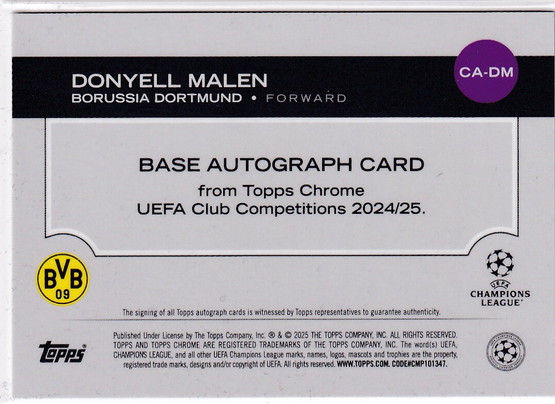 CA-DM
DONYELL MALEN
BORUSSIA DORTMUND • FORWARD
BASE AUTOGRAPH CARD
from Topps Chrome
UEFA Club Competitions 2024/25.
BVB
09
UEFA
CHAMPIONS
LEAGUE
The signing of all Topps autograph cards is witnessed by Topps representatives to guarantee authenticity.
Topps
Published Under License by The Topps Company, Inc. ® & © 2025 THE TOPPS COMPANY, INC. ALL RIGHTS RESERVED.
TOPPS AND TOPPS CHROME ARE REGISTERED TRADEMARKS OF THE TOPPS COMPANY, INC. The word(s) UEFA,
CHAMPIONS LEAGUE, and all other UEFA Champions League marks, names, logos, mascots and trophies are the property,
registered trade marks, designs and/or copyright of UEFA. All rights reserved. WWW.TOPPS.COM. CODE#CMP101347.